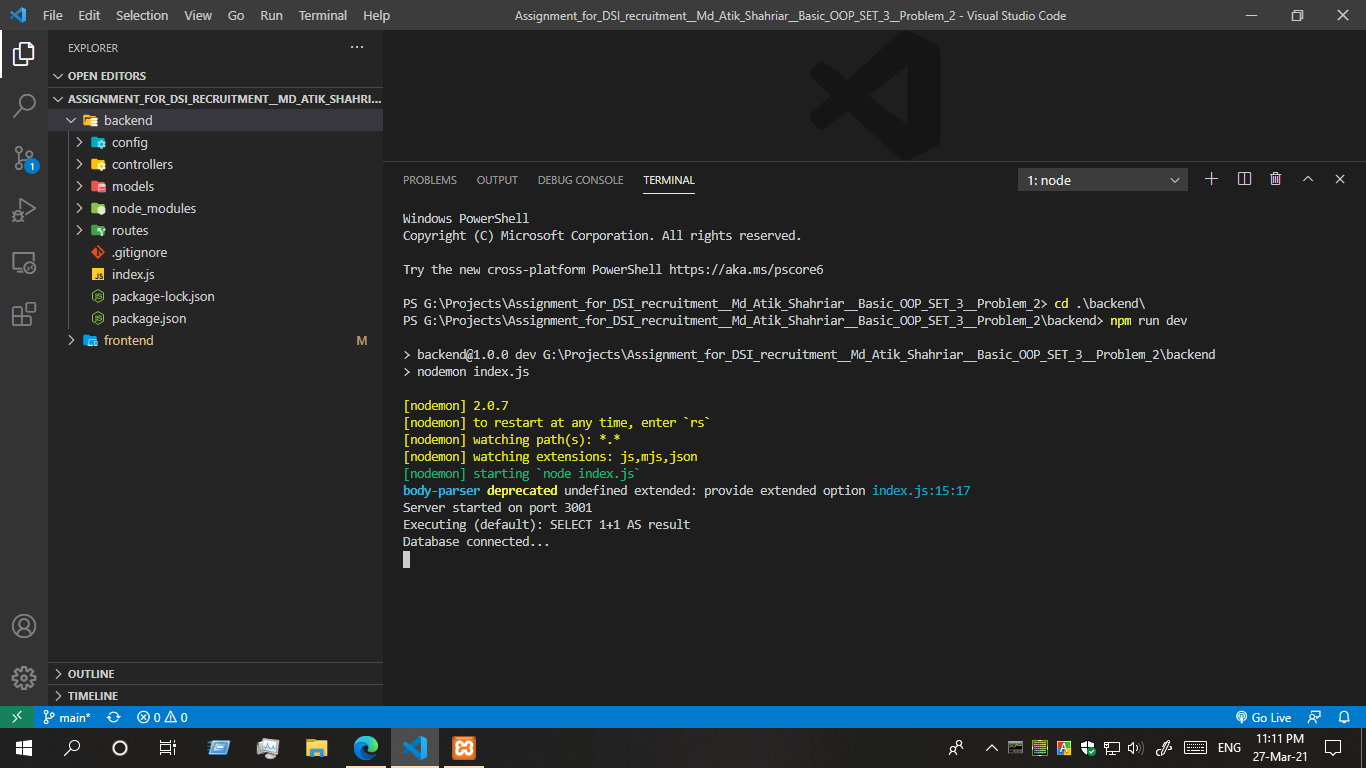 File Edit Selection View Go Run Terminal Help
Assignment_for_DSI_recruitment__Md_Atik_Shahriar__Basic_OOP_SET_3__Problem_2 - Visual Studio Code
EXPLORER
OPEN EDITORS
ASSIGNMENT_FOR_DSI_RECRUITMENT__MD_ATIK_SHAHRI...
backend
config
controllers
models
node_modules
routes
.gitignore
JS index.js
package-lock.json
package.json
frontend M
OUTLINE
TIMELINE
1
PROBLEMS OUTPUT DEBUG CONSOLE TERMINAL
1: node
Windows PowerShell
Copyright (C) Microsoft Corporation. All rights reserved.
Try the new cross-platform PowerShell https://aka.ms/pscore6
PS G:\Projects\Assignment_for_DSI_recruitment__Md_Atik_Shahriar__Basic_OOP_SET_3__Problem_2> cd .\backend\
PS G:\Projects\Assignment_for_DSI_recruitment__Md_Atik_Shahriar__Basic_OOP_SET_3__Problem_2\backend> npm run dev
> backend@1.0.0 dev G:\Projects\Assignment_for_DSI_recruitment__Md_Atik_Shahriar__Basic_OOP_SET_3__Problem_2\backend
> nodemon index.js
[nodemon] 2.0.7
[nodemon] to restart at any time, enter `rs`
[nodemon] watching path(s): *.*
[nodemon] watching extensions: js,mjs,json
[nodemon] starting `node index.js`
body-parser deprecated undefined extended: provide extended option index.js:15:17
Server started on port 3001
Executing (default): SELECT 1+1 AS result
Database connected...
main* 0 0
Go Live
ENG
11:11 PM
27-Mar-21